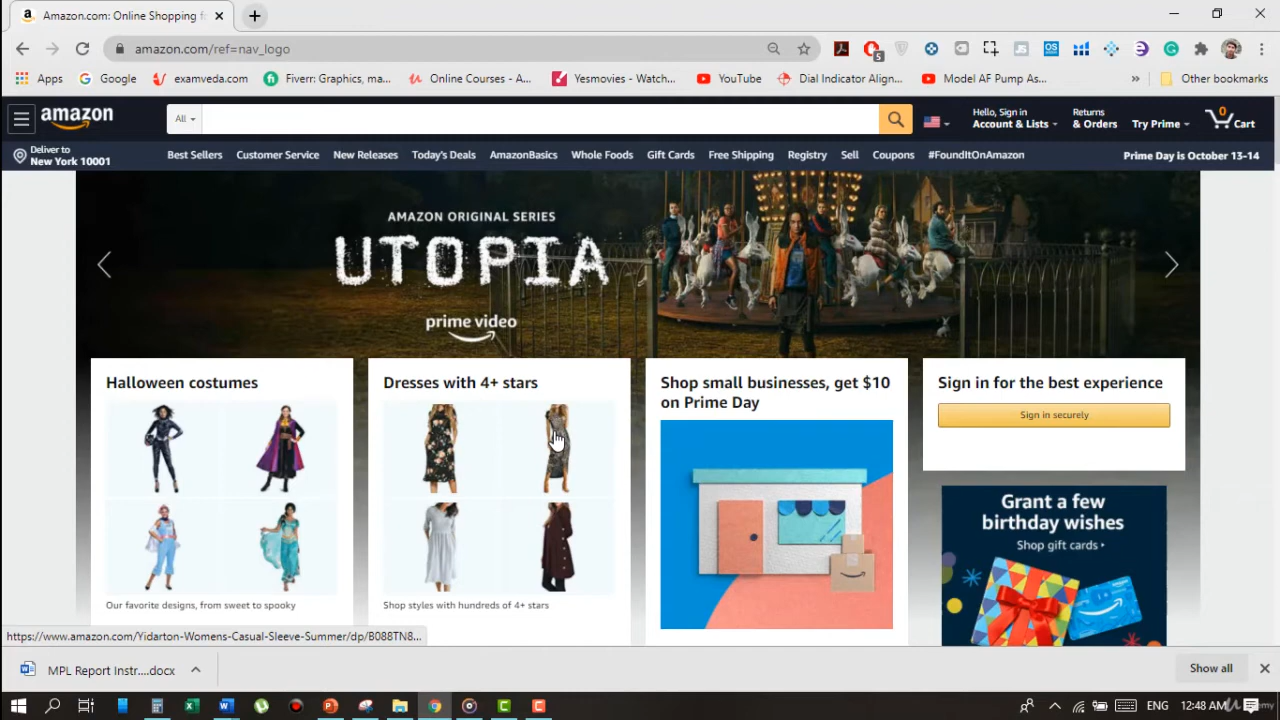 Amazon.com: Online Shopping f
amazon.com/ref=nav_logo
5
Apps
Google
examveda.com
Fiverr: Graphics, ma...
Online Courses - A...
Yesmovies - Watch...
YouTube
Dial Indicator Align...
Model AF Pump As...
»
Other bookmarks
amazon
All
Hello, Sign in
Account & Lists
Returns
& Orders
Try Prime
0
Cart
Deliver to
New York 10001
Best Sellers
Customer Service
New Releases
Today's Deals
AmazonBasics
Whole Foods
Gift Cards
Free Shipping
Registry
Sell
Coupons
#FoundItOnAmazon
Prime Day is October 13-14
AMAZON ORIGINAL SERIES
UTOPIA
prime video
Halloween costumes
Dresses with 4+ stars
Shop small businesses, get $10
on Prime Day
Sign in for the best experience
Sign in securely
Grant a few
birthday wishes
Shop gift cards ›
Our favorite designs, from sweet to spooky
Shop styles with hundreds of 4+ stars
https://www.amazon.com/Yidarton-Womens-Casual-Sleeve-Summer/dp/B088TN8...
MPL Report Instr....docx
Show all
ENG
12:48 AM